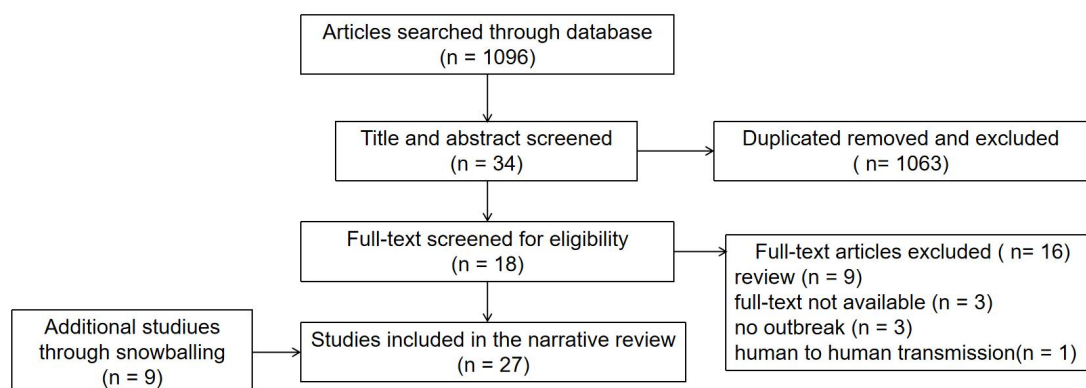 Articles searched through database
(n = 1096)
Title and abstract screened
(n = 34)
Duplicated removed and excluded
( n= 1063)
Full-text screened for eligibility
(n = 18)
Full-text articles excluded ( n= 16)
review (n = 9)
full-text not available (n = 3)
no outbreak (n = 3)
human to human transmission(n = 1)
Additional studiues
through snowballing
(n = 9)
Studies included in the narrative review
(n = 27)